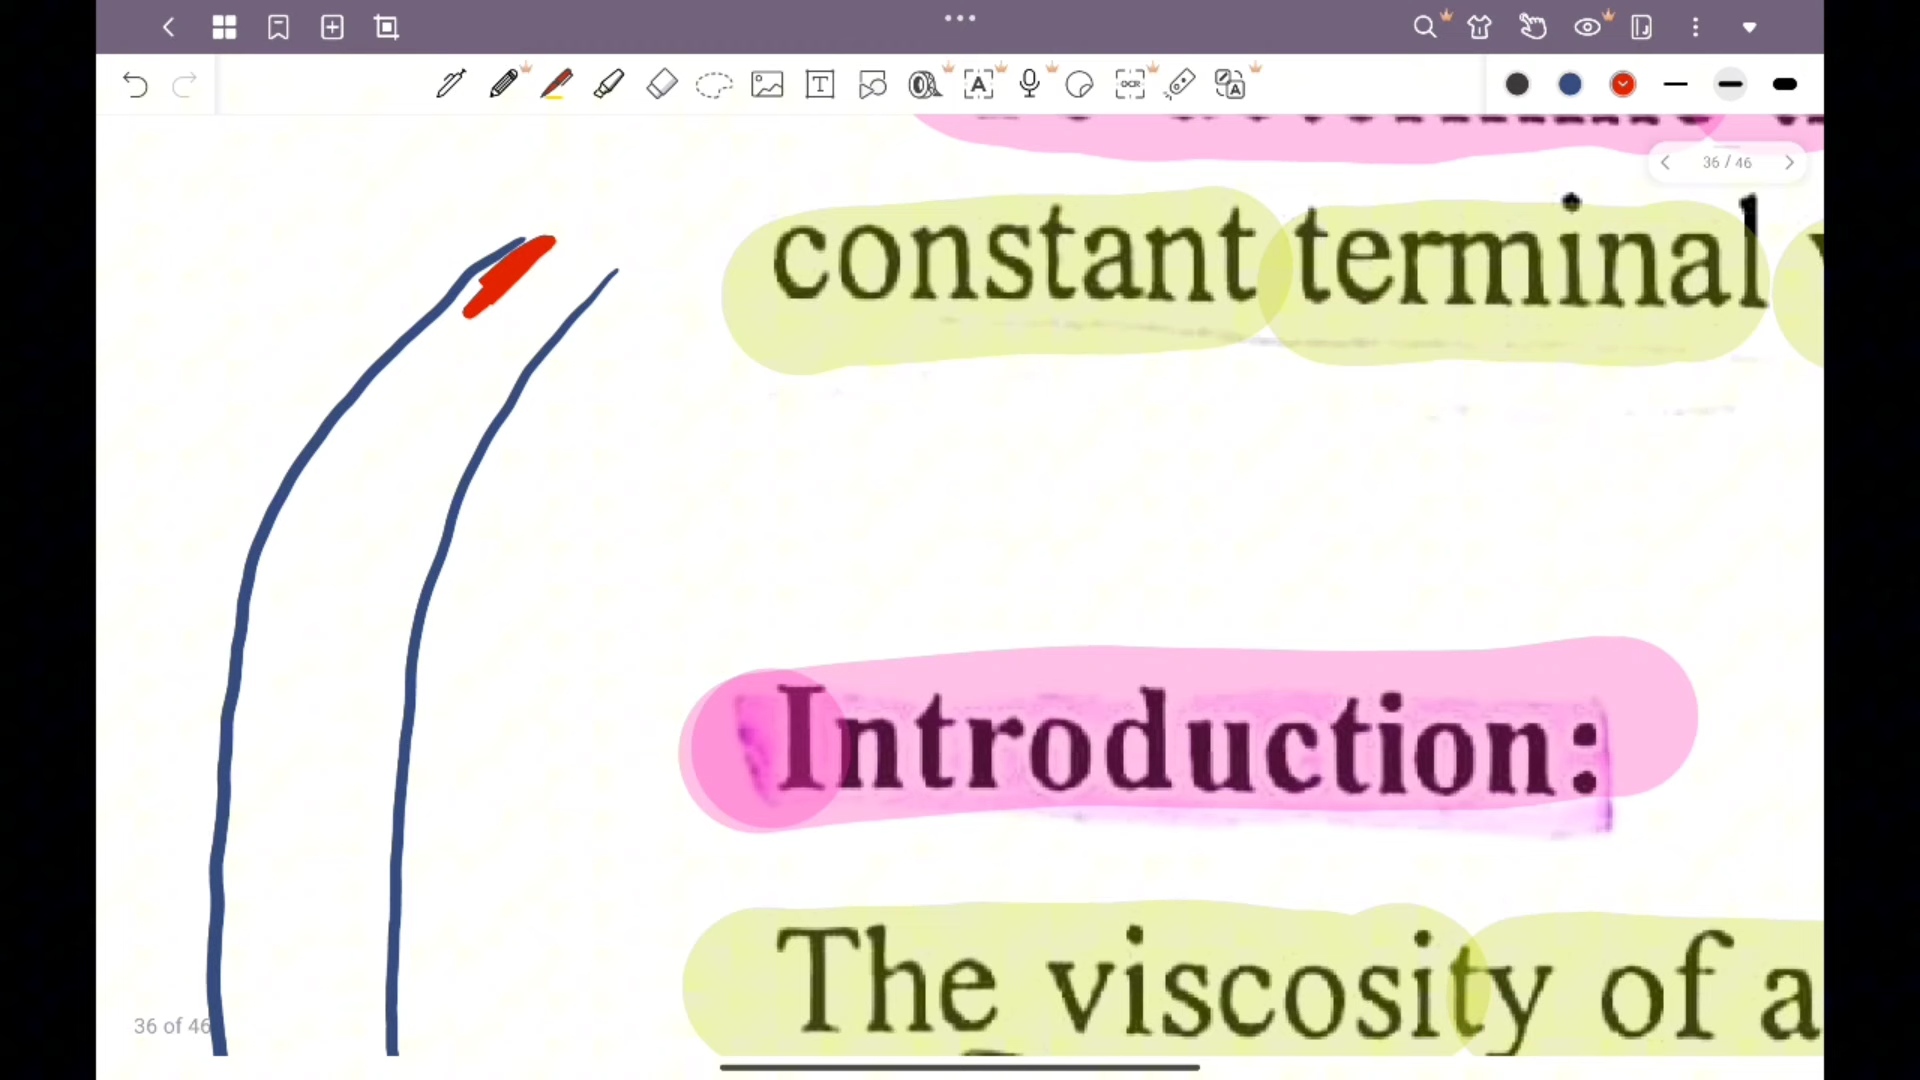 36 / 46
constant terminal
Introduction:
The viscosity of a
36 of 46